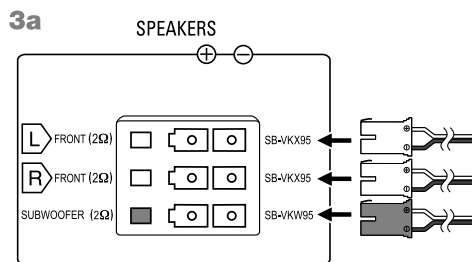 3a
SPEAKERS
+ −
L FRONT (2Ω) SB-VKX95
R FRONT (2Ω) SB-VKX95
SUBWOOFER (2Ω) SB-VKW95